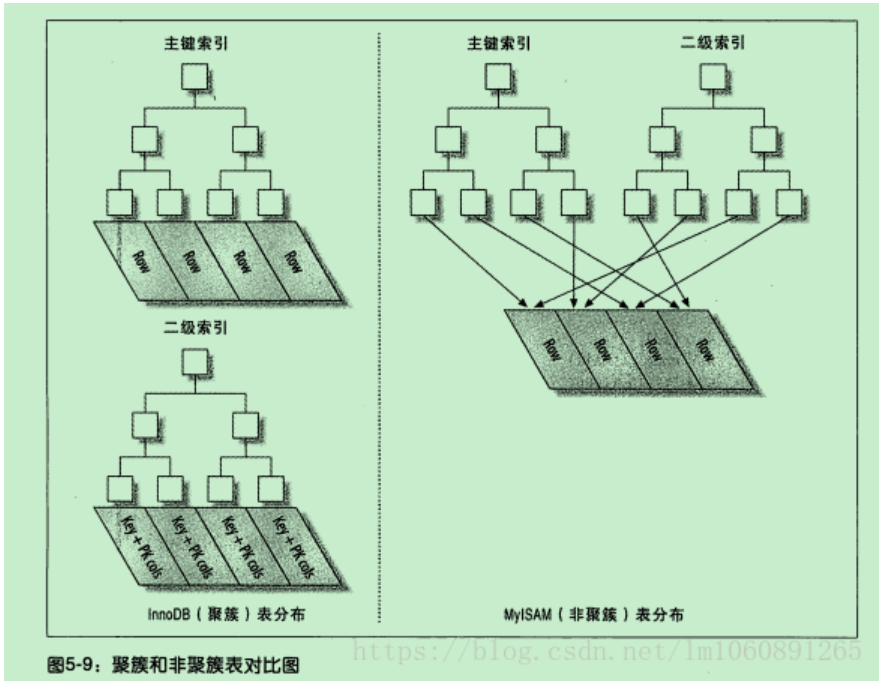 主键索引
Row
Row
Row
Row
二级索引
Key + PK cols
Key + PK cols
Key + PK cols
Key + PK cols
InnoDB（聚簇）表分布
主键索引
二级索引
Row
Row
Row
Row
MyISAM（非聚簇）表分布
图5-9：聚簇和非聚簇表对比图
https://blog.csdn.net/lm1060891265